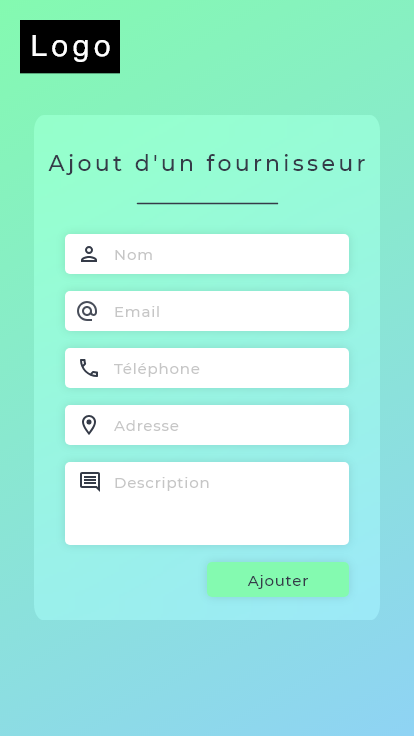 Logo
Ajout d'un fournisseur
Nom
Email
Téléphone
Adresse
Description
Ajouter